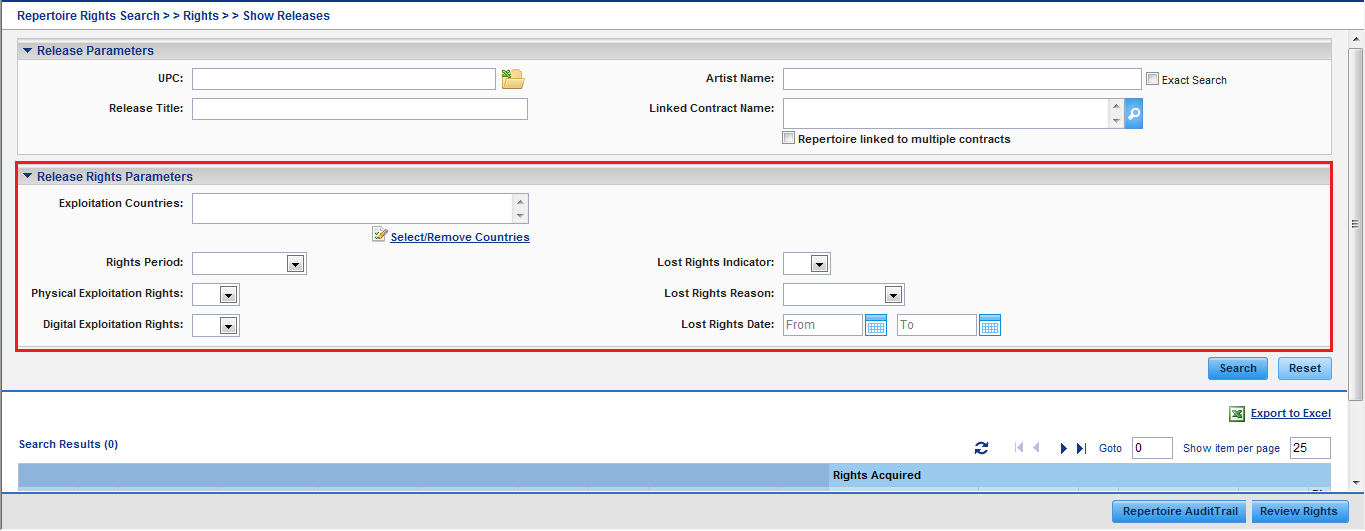 Repertoire Rights Search > > Rights > > Show Releases
Release Parameters
UPC:
Artist Name:
Exact Search
Release Title:
Linked Contract Name:
Repertoire linked to multiple contracts
Release Rights Parameters
Exploitation Countries:
Select/Remove Countries
Rights Period:
Lost Rights Indicator:
Physical Exploitation Rights:
Lost Rights Reason:
Digital Exploitation Rights:
Lost Rights Date: From To
Search Reset
Export to Excel
Search Results (0)
Goto 0 Show item per page 25
Rights Acquired
Repertoire AuditTrail Review Rights